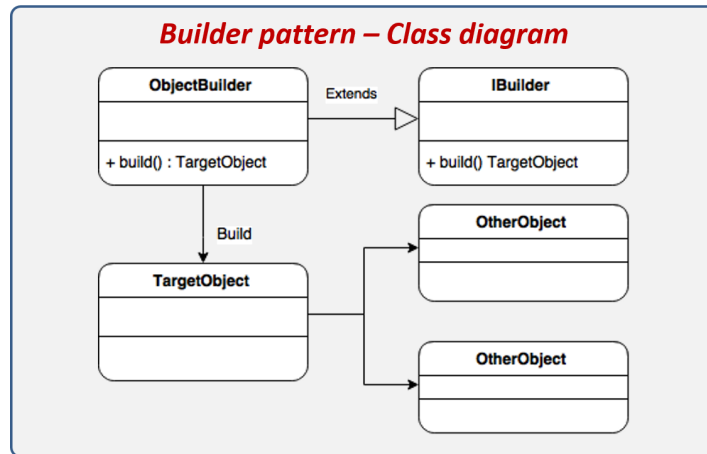 Builder pattern – Class diagram
ObjectBuilder
Extends
IBuilder
+ build() : TargetObject
+ build() TargetObject
Build
OtherObject
TargetObject
OtherObject